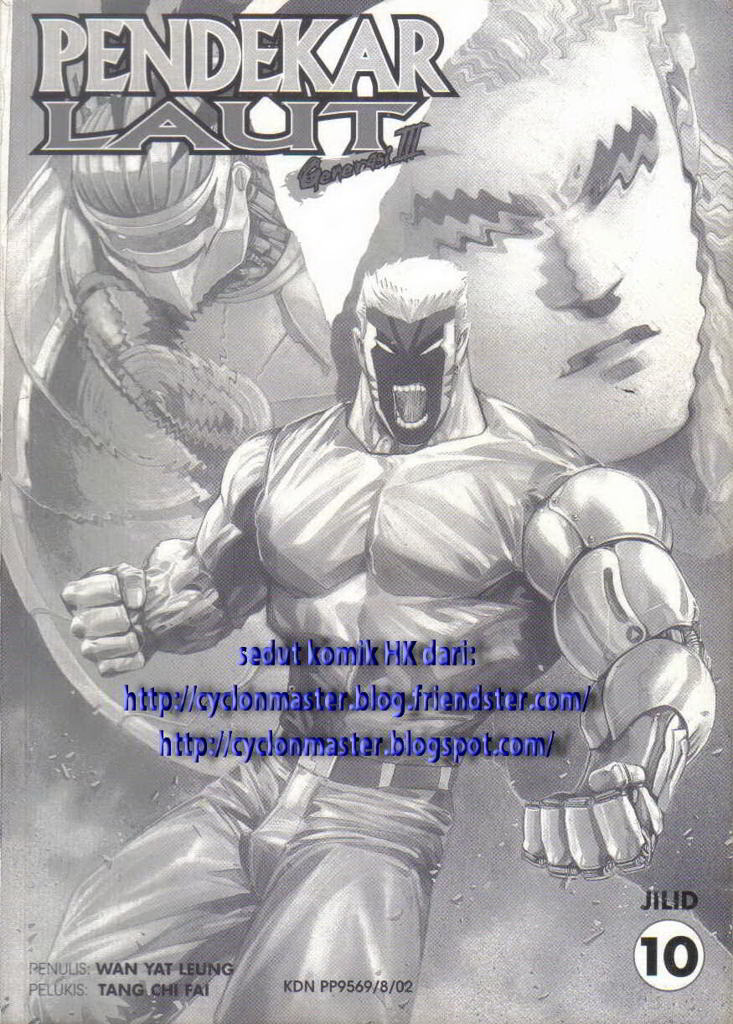 PENDEKAR
LAUT
Generasi III
sedut komik HK dari:
http://cyclonmaster.blog.friendster.com/
http://cyclonmaster.blogspot.com/
JILID
10
PENULIS: WAN YAT LEUNG
PELUKIS: TANG CHI FAI
KDN PP9569/8/02